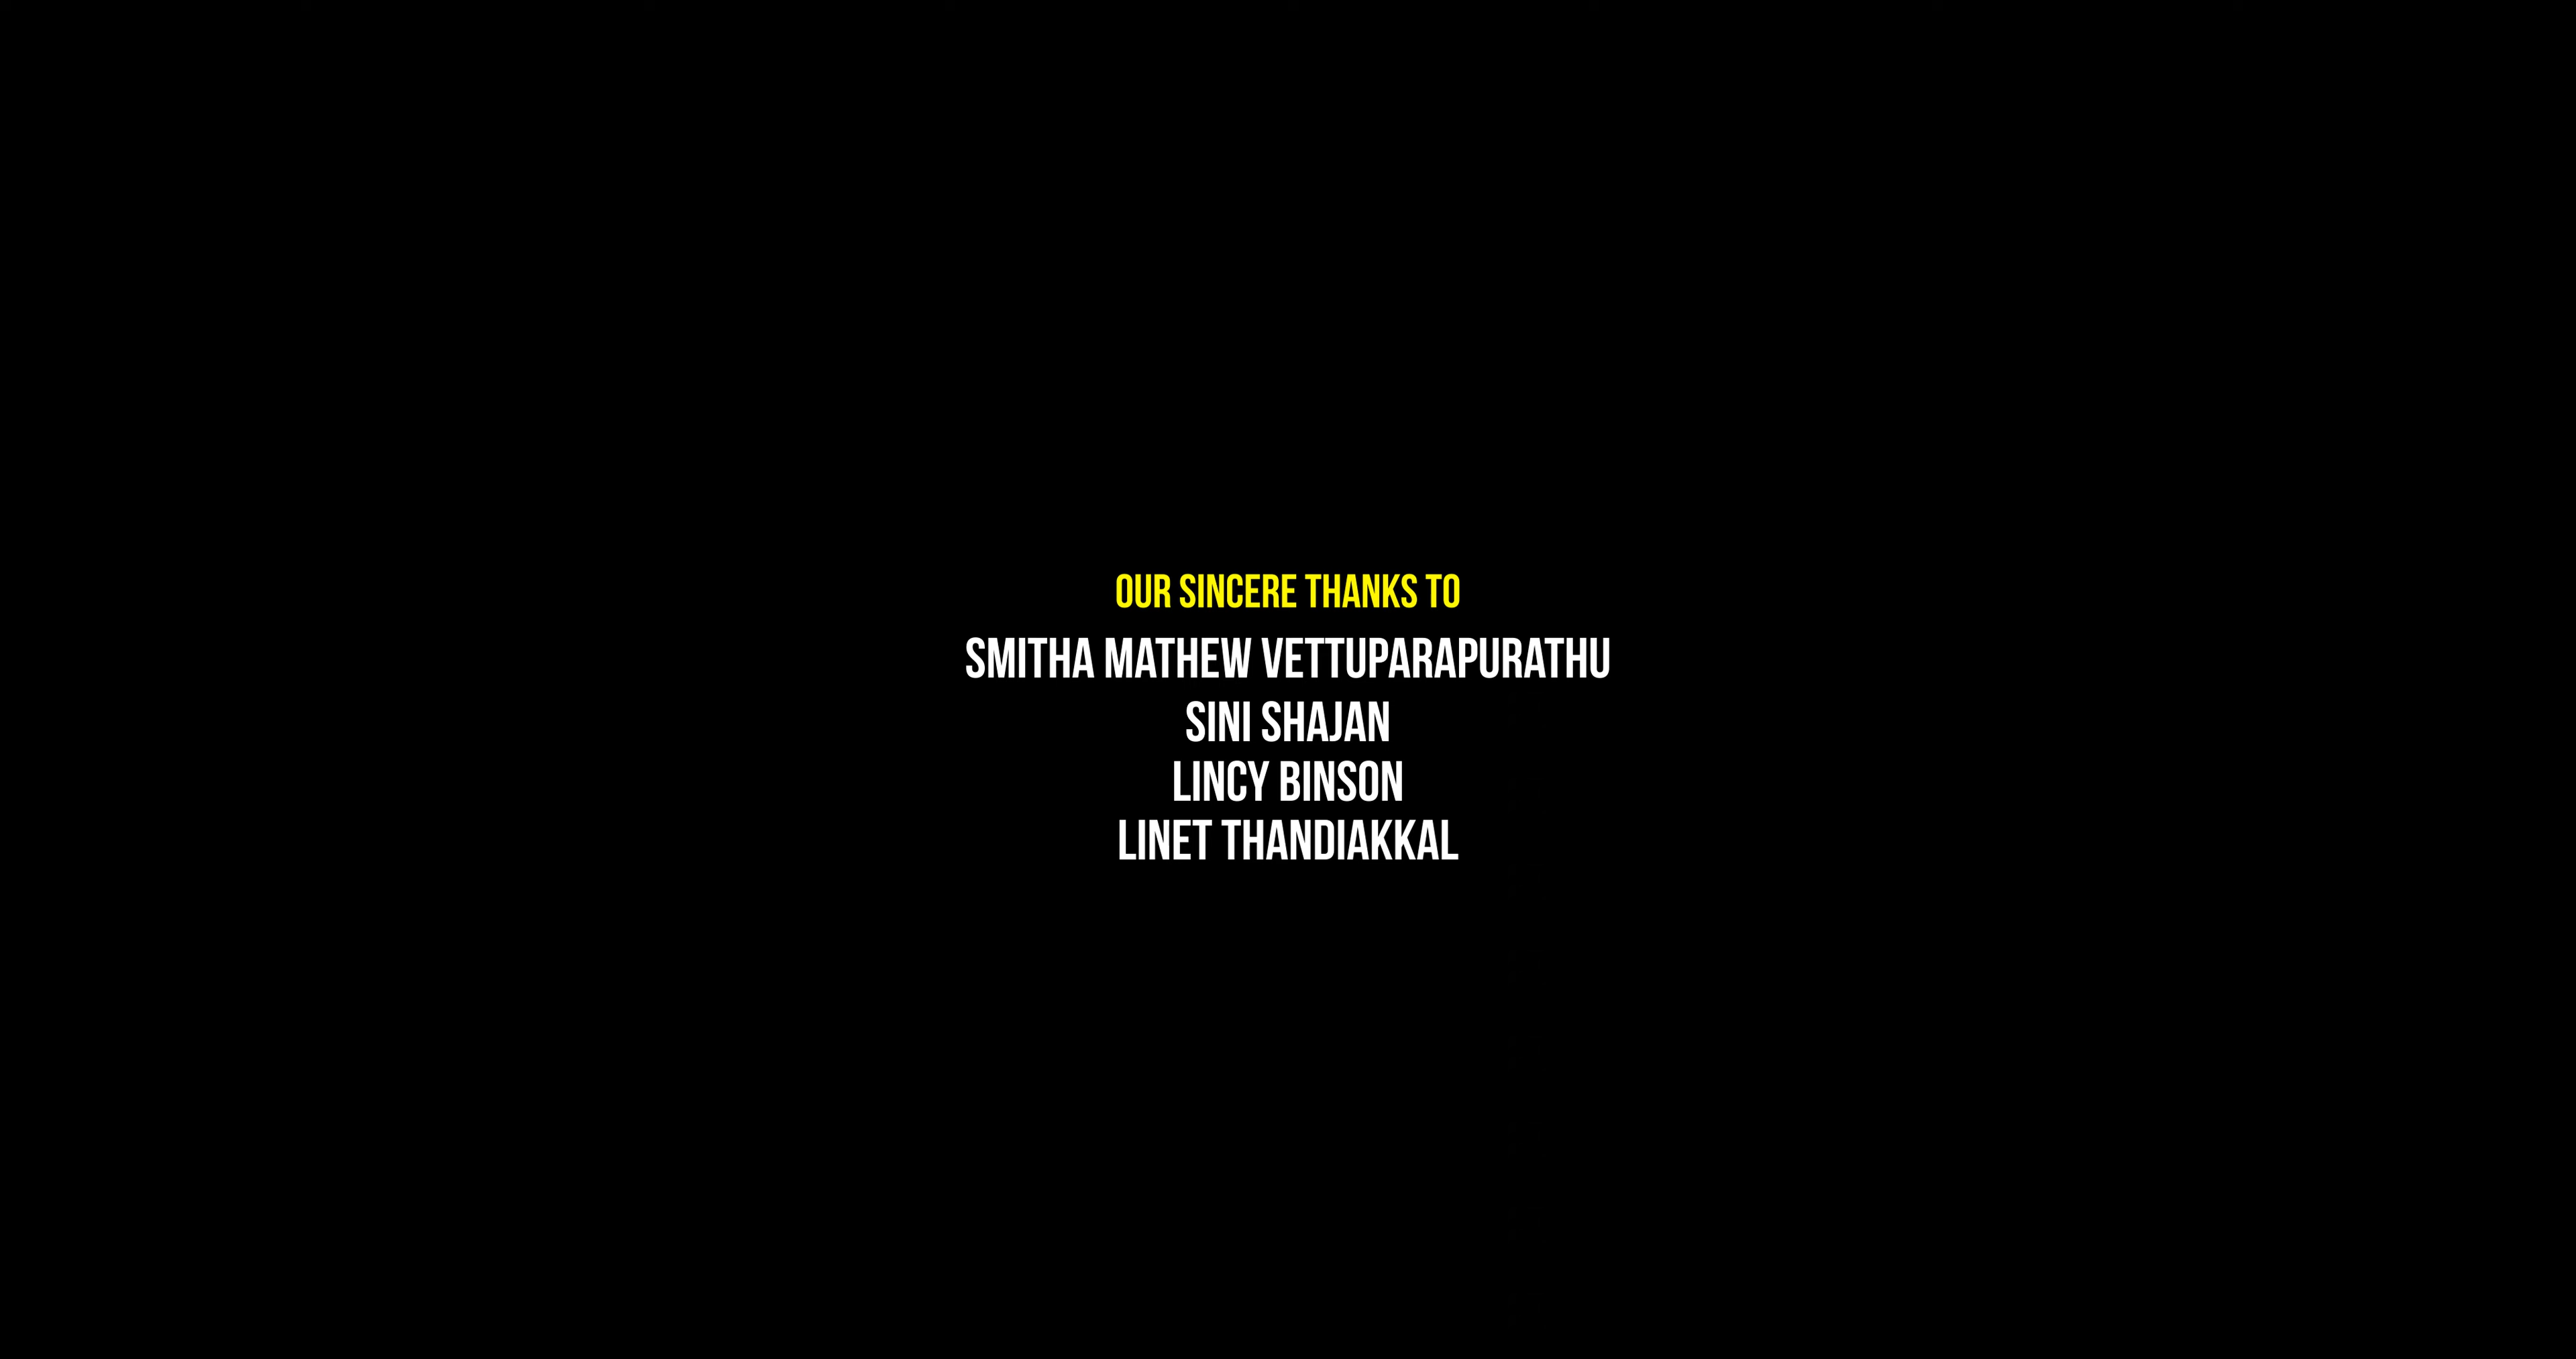 OUR SINCERE THANKS TO
SMITHA MATHEW VETTUPARAPURATHU
SINI SHAJAN
LINCY BINSON
LINET THANDIAKKAL